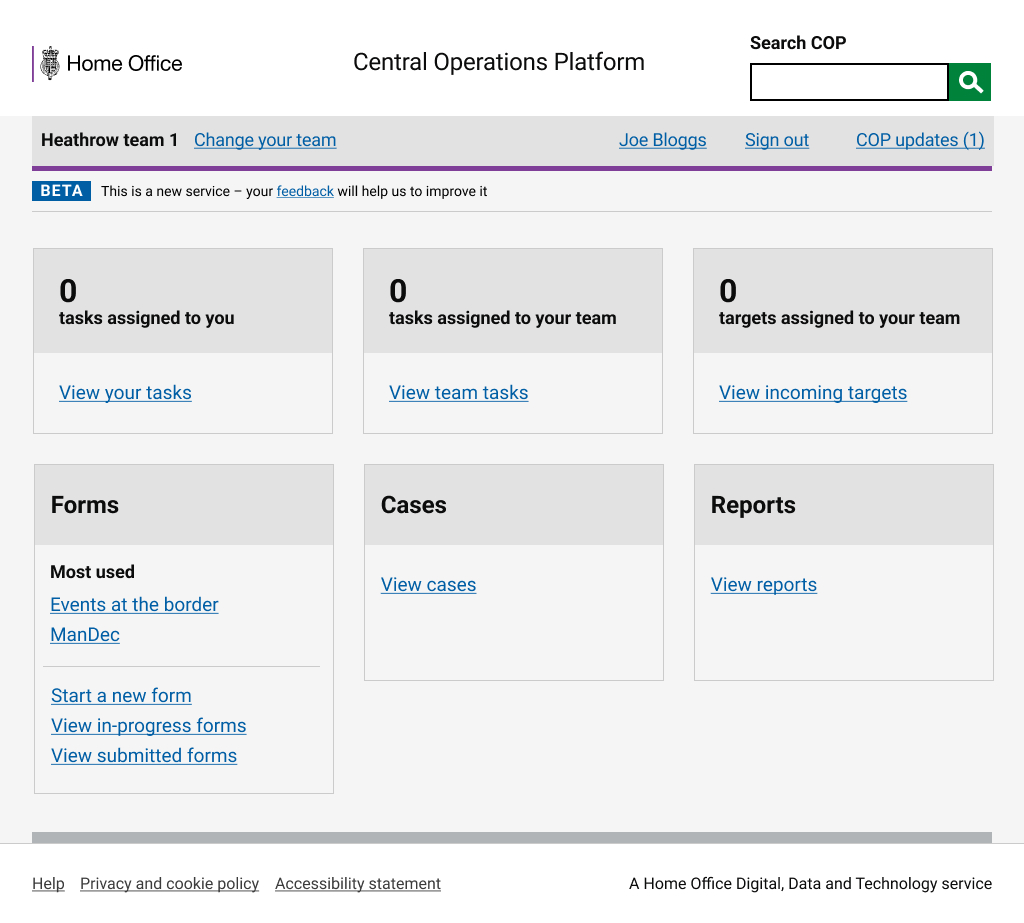 Home Office
Central Operations Platform
Search COP
Heathrow team 1 Change your team Joe Bloggs Sign out COP updates (1)
BETA This is a new service – your feedback will help us to improve it
0
tasks assigned to you
View your tasks
0
tasks assigned to your team
View team tasks
0
targets assigned to your team
View incoming targets
Forms
Most used
Events at the border
ManDec
Start a new form
View in-progress forms
View submitted forms
Cases
View cases
Reports
View reports
Help Privacy and cookie policy Accessibility statement A Home Office Digital, Data and Technology service